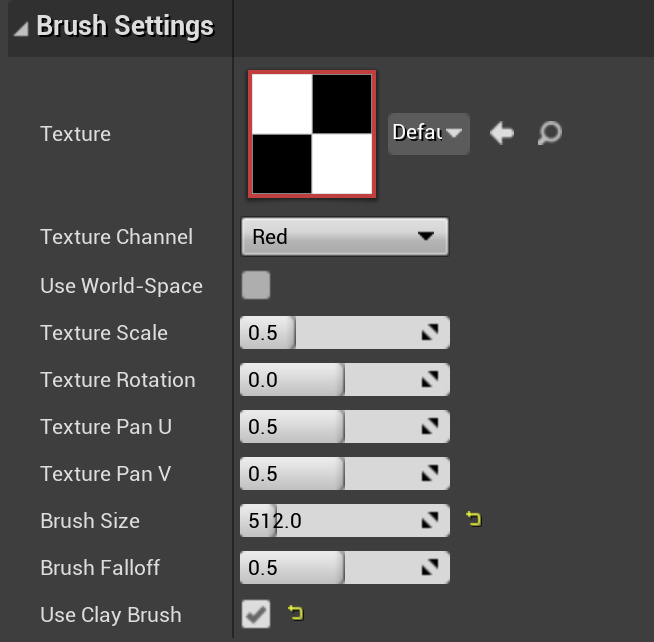 Brush Settings
Texture
Defau
Texture Channel Red
Use World-Space
Texture Scale 0.5
Texture Rotation 0.0
Texture Pan U 0.5
Texture Pan V 0.5
Brush Size 512.0
Brush Falloff 0.5
Use Clay Brush